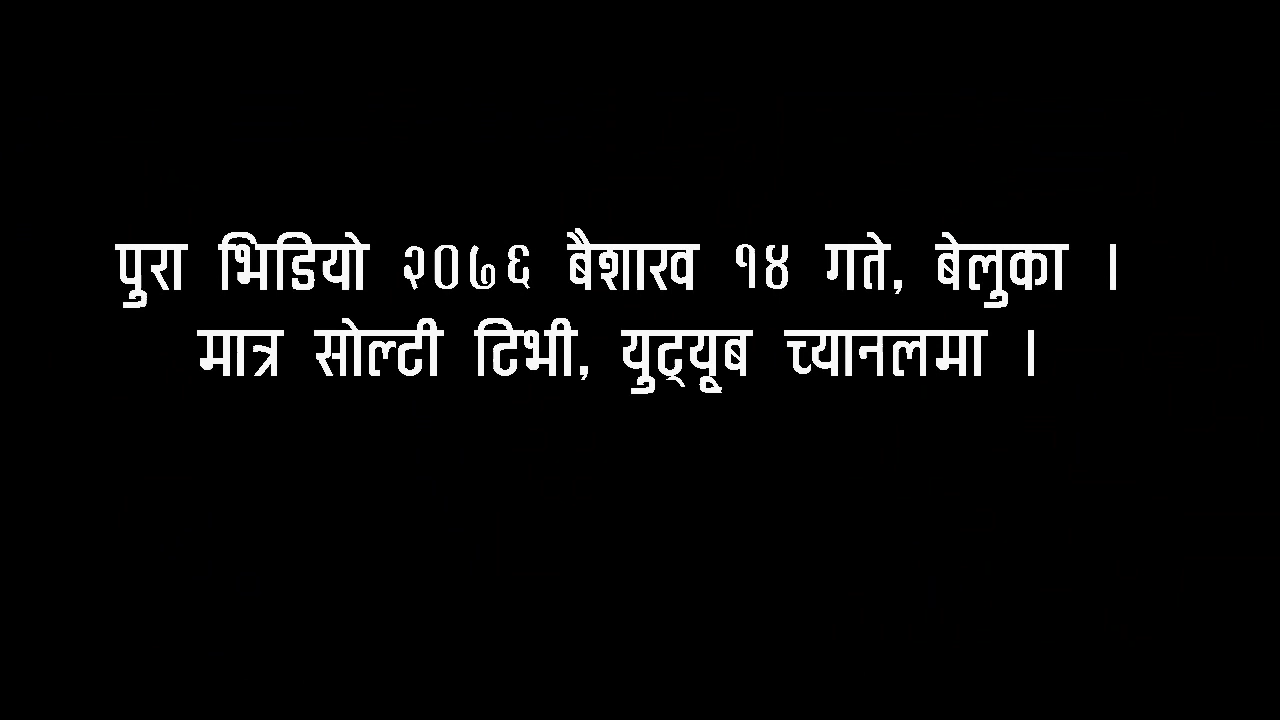 पुरा भिडियो २०७६ बैशाख १४ गते, बेलुका ।
मात्र सोल्टी टिभी, युट्यूब च्यानलमा ।